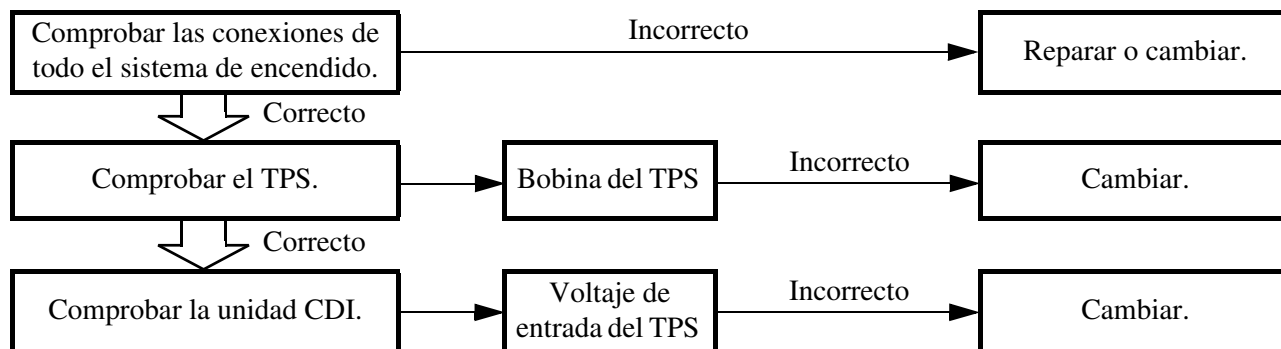 Comprobar las conexiones de
todo el sistema de encendido.
Incorrecto
Reparar o cambiar.
Correcto
Comprobar el TPS.
Bobina del TPS
Incorrecto
Cambiar.
Correcto
Comprobar la unidad CDI.
Voltaje de
entrada del TPS
Incorrecto
Cambiar.